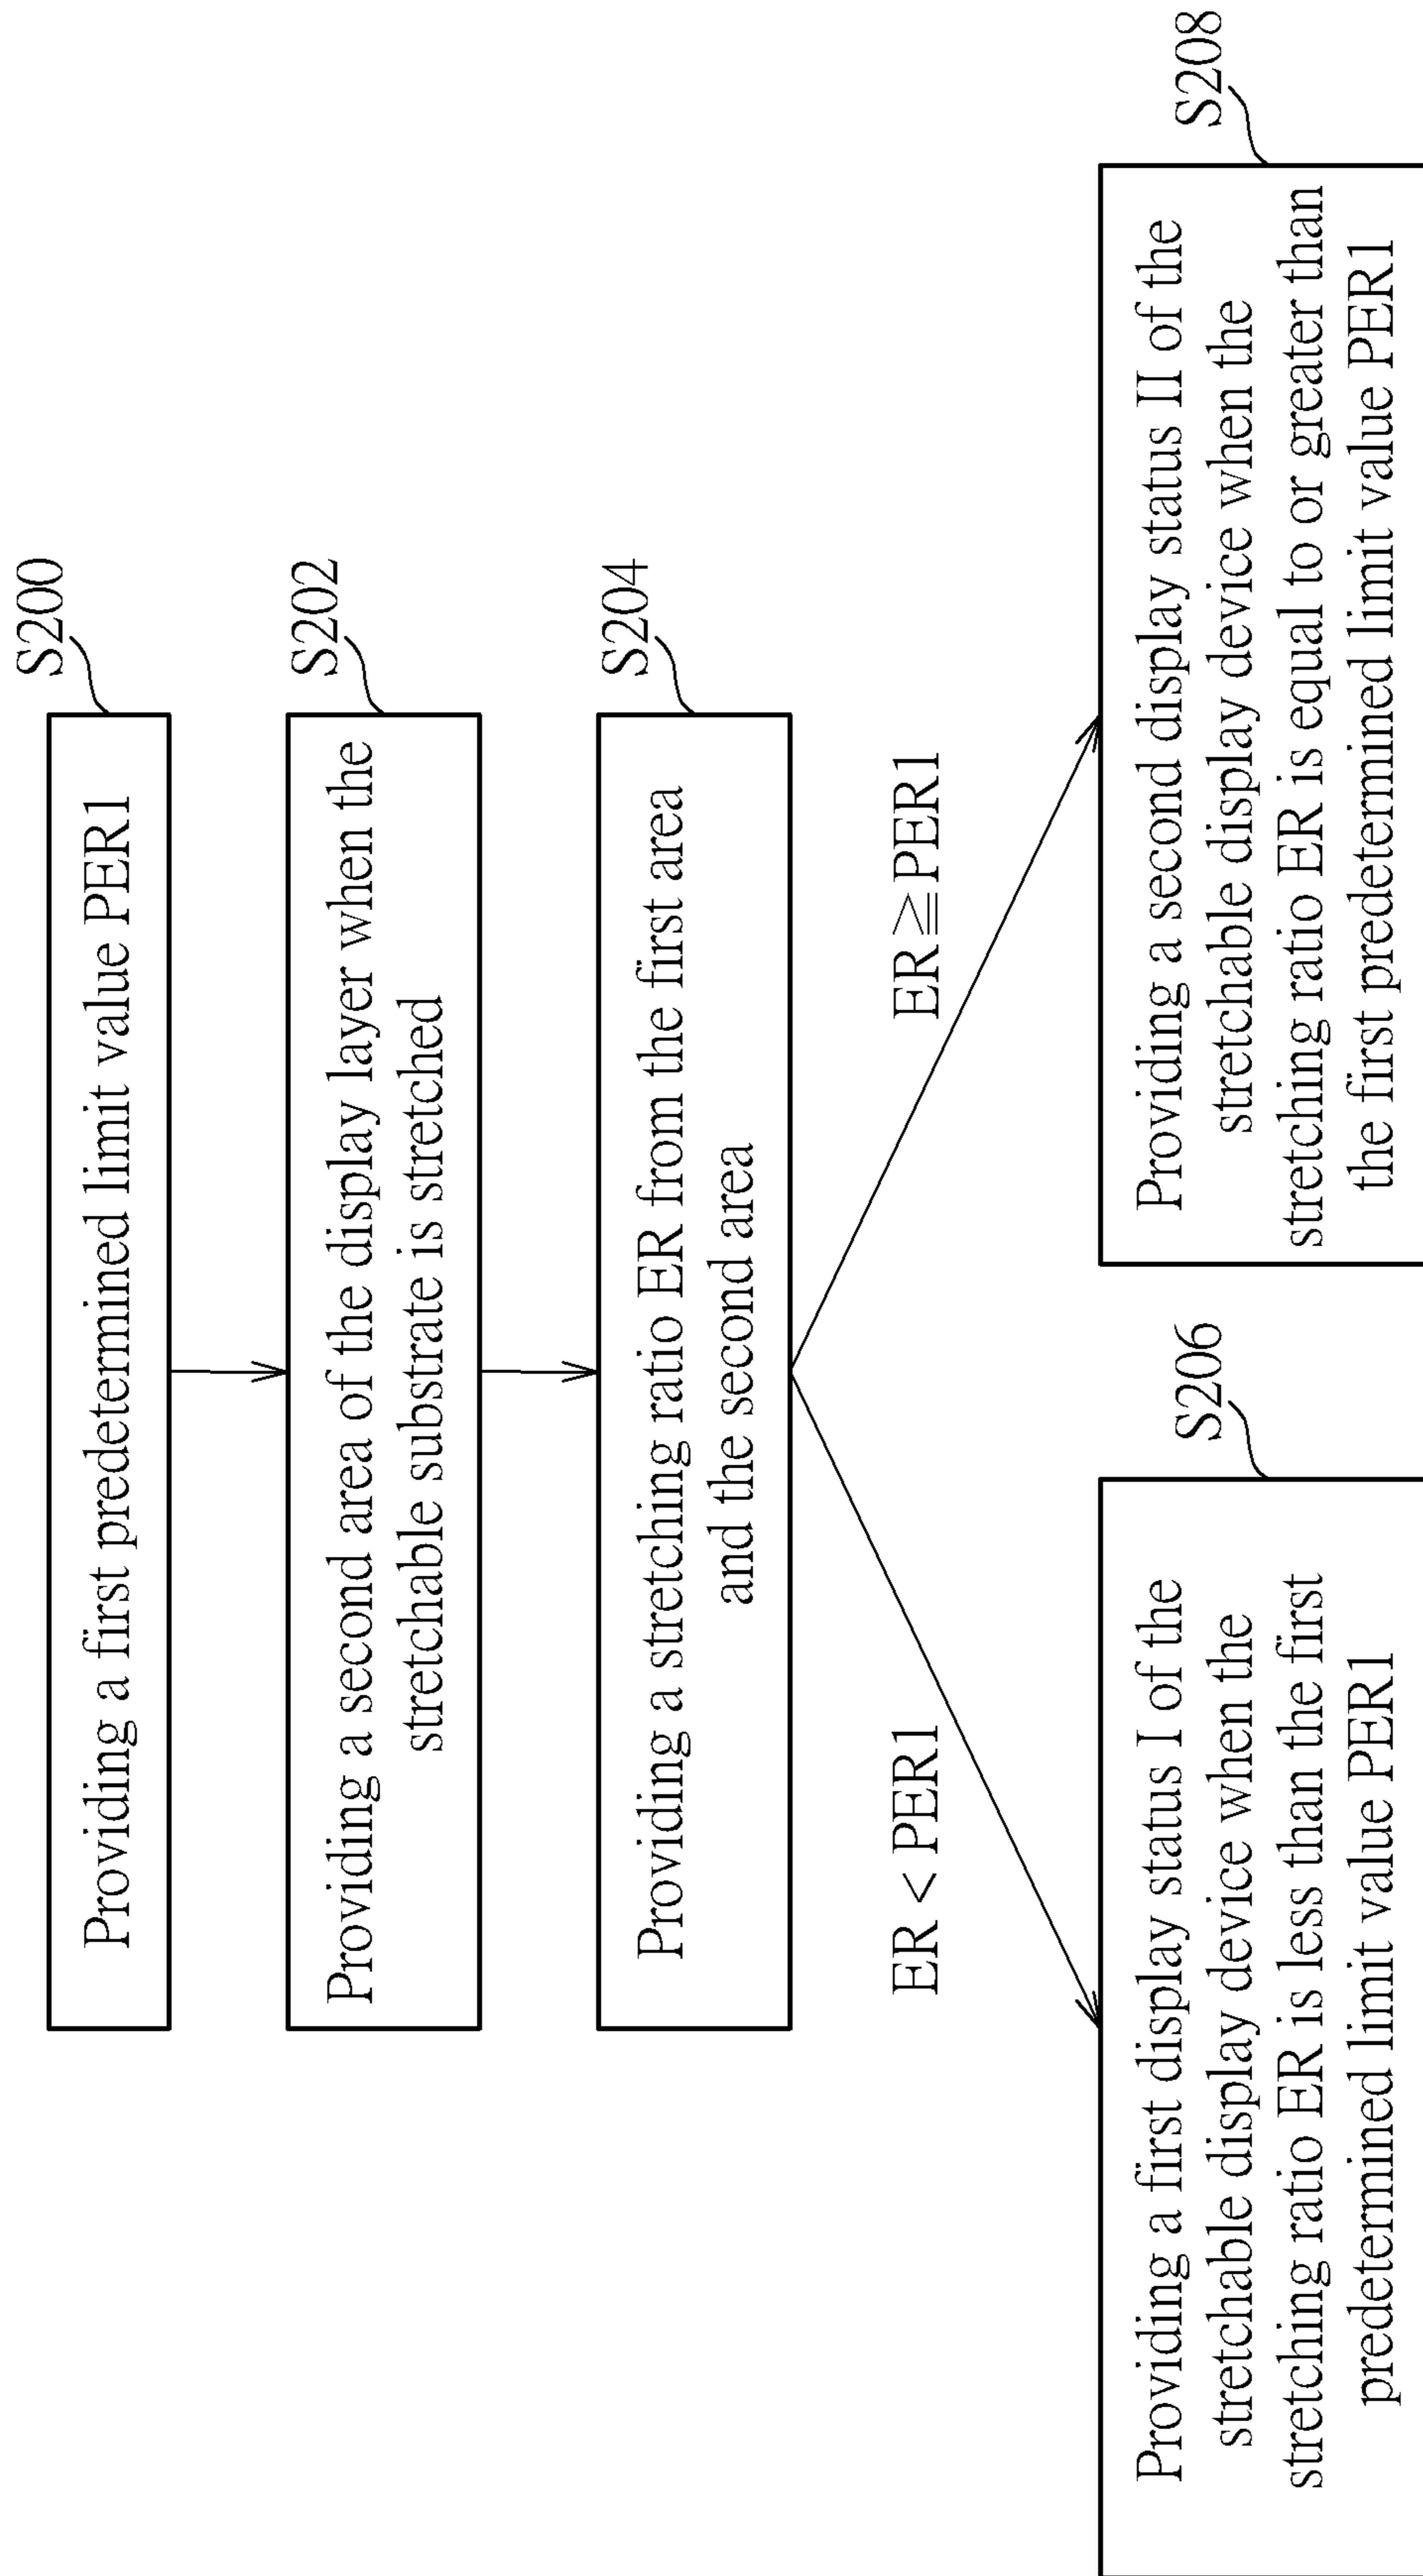 S200
Providing a first predetermined limit value PER1
S202
Providing a second area of the display layer when the
stretchable substrate is stretched
S204
Providing a stretching ratio ER from the first area
and the second area
ER < PER1
ER≧PER1
S206
Providing a first display status I of the
stretchable display device when the
stretching ratio ER is less than the first
predetermined limit value PER1
S208
Providing a second display status II of the
stretchable display device when the
stretching ratio ER is equal to or greater than
the first predetermined limit value PER1